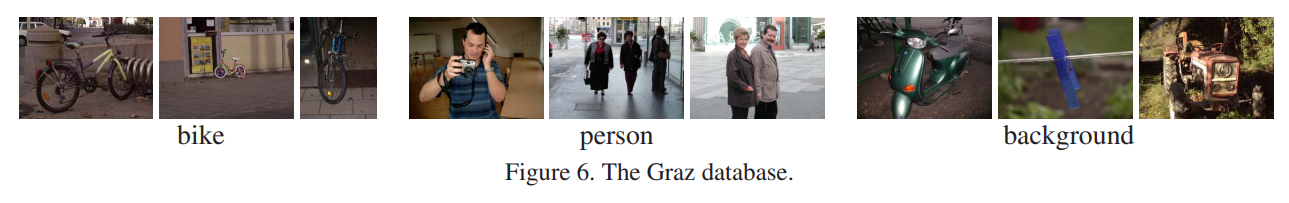 bike person background
Figure 6. The Graz database.